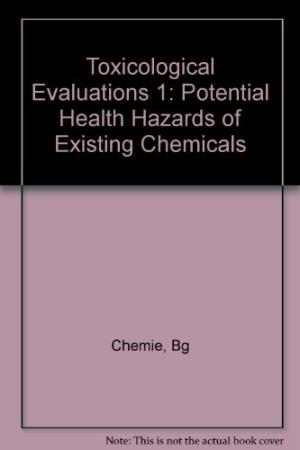 Toxicological
Evaluations 1: Potential
Health Hazards of
Existing Chemicals
Chemie, Bg
Note: This is not the actual book cover